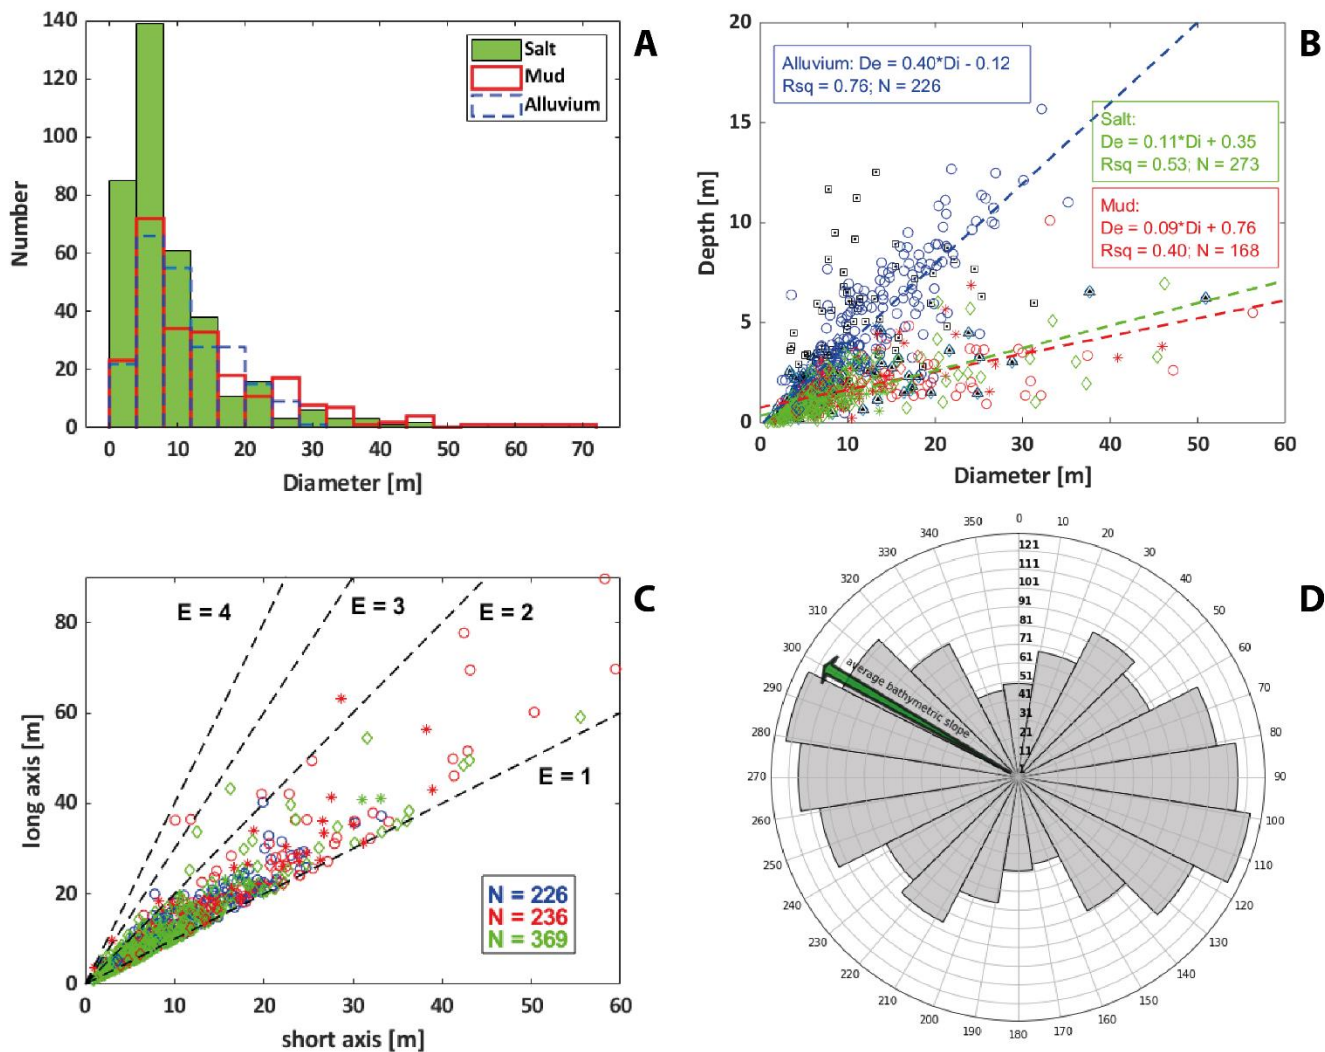 A
140
120
100
80
60
40
20
0
Number
Salt
Mud
Alluvium
0 10 20 30 40 50 60 70
Diameter [m]
B
20
15
10
5
0
Depth [m]
Alluvium: De = 0.40*Di - 0.12
Rsq = 0.76; N = 226
Salt:
De = 0.11*Di + 0.35
Rsq = 0.53; N = 273
Mud:
De = 0.09*Di + 0.76
Rsq = 0.40; N = 168
0 10 20 30 40 50 60
Diameter [m]
C
80
60
40
20
0
long axis [m]
E = 4
E = 3
E = 2
E = 1
N = 226
N = 236
N = 369
0 10 20 30 40 50 60
short axis [m]
D
0
10
20
30
40
50
60
70
80
90
100
110
120
130
140
150
160
170
180
190
200
210
220
230
240
250
260
270
280
290
300
310
320
330
340
350
121
111
101
91
81
71
61
51
41
31
21
11
1
average bathymetric slope